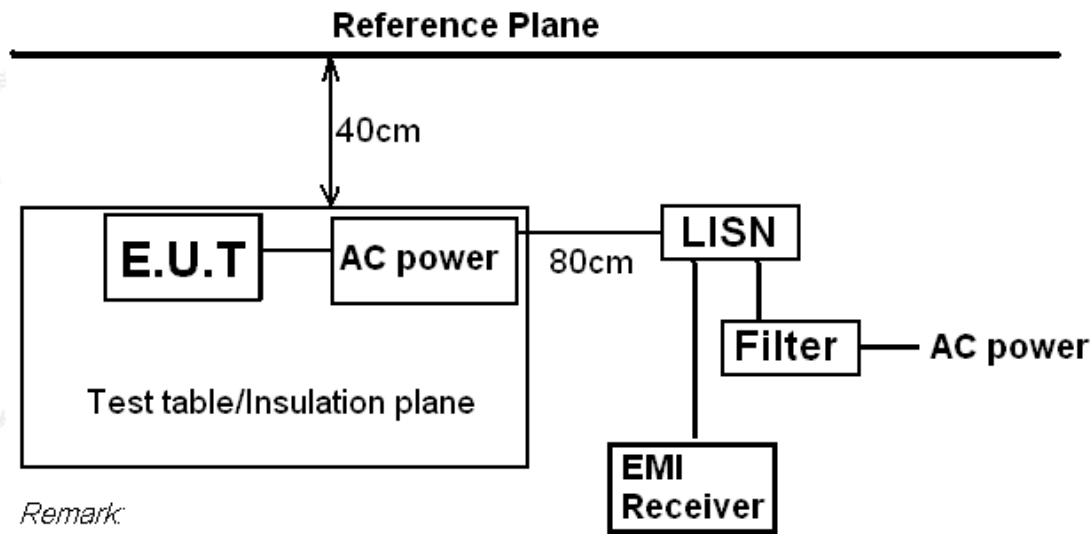 Reference Plane
40cm
E.U.T
AC power
80cm
LISN
Filter
AC power
Test table/Insulation plane
EMI
Receiver
Remark: